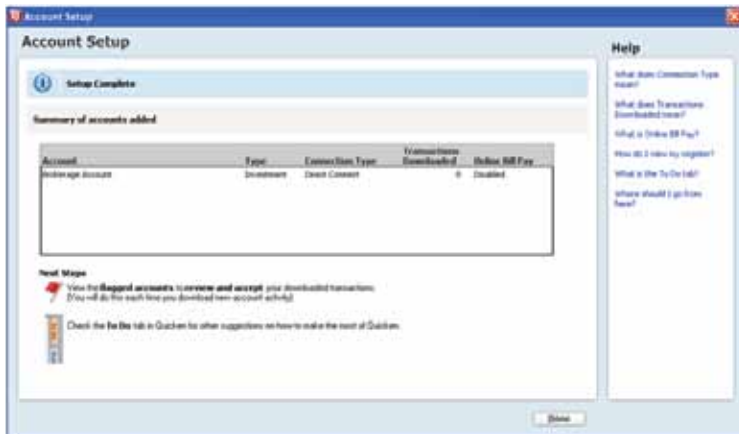 Account Setup
Account Setup
Help
Setup Complete
Summary of accounts added
Account Type Connection Type Transactions Downloaded Online Bill Pay
Brokerage Account Investment Direct Connect 0 Disabled
Next Steps
View the flagged accounts to review and accept your downloaded transactions.
(You will do this each time you download new account activity)
Check the To Do tab in Quicken for other suggestions on how to make the most of Quicken.
What does Connection Type
mean?
What does Transactions
Downloaded mean?
What is Online Bill Pay?
How do I view my register?
What is the To Do tab?
Where should I go from
here?
Done